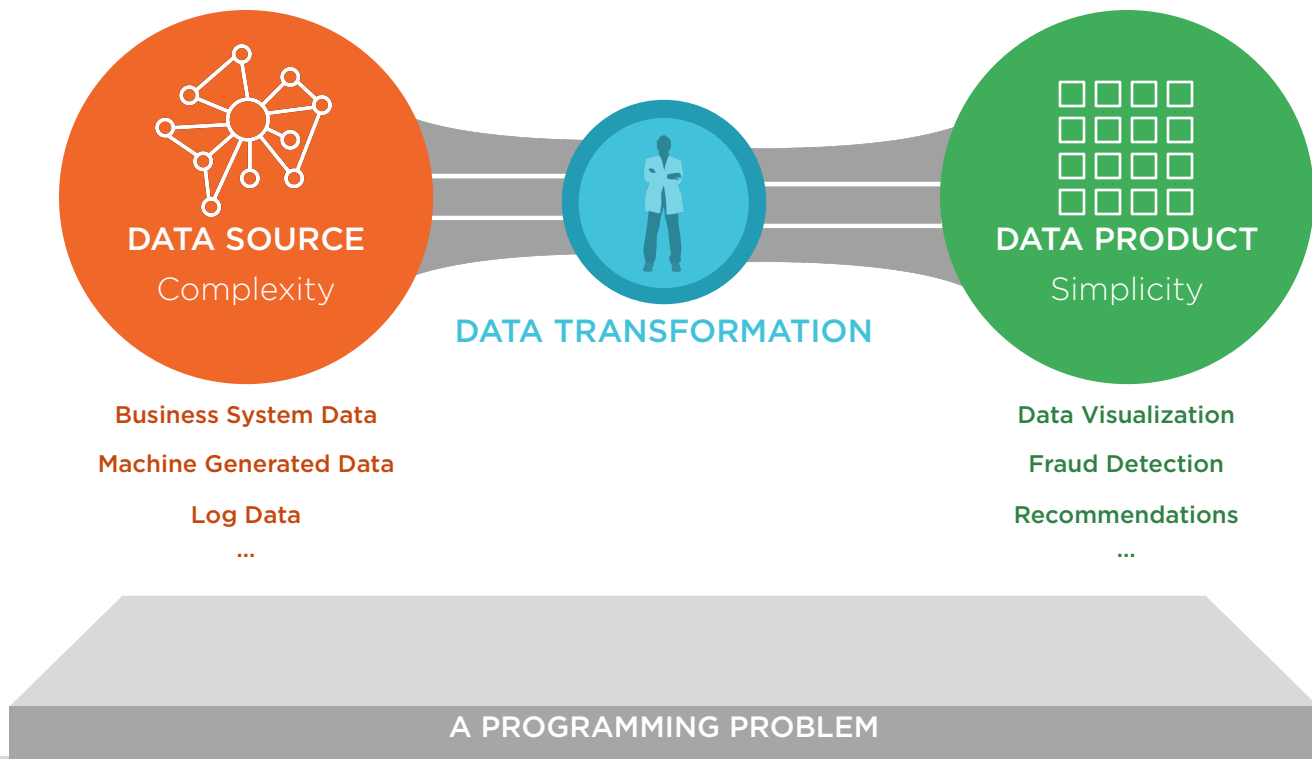 DATA SOURCE
Complexity
DATA TRANSFORMATION
DATA PRODUCT
Simplicity
Business System Data
Machine Generated Data
Log Data
...
Data Visualization
Fraud Detection
Recommendations
...
A PROGRAMMING PROBLEM